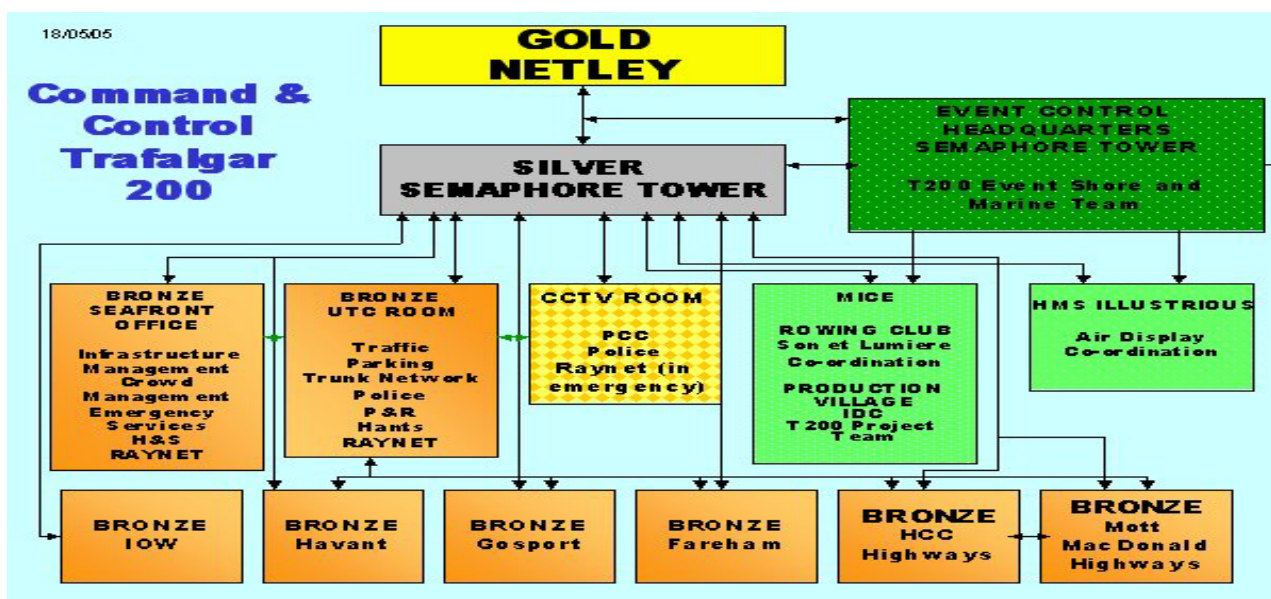 18/05/05
Command &
Control
Trafalgar
200
GOLD
NETLEY
EVENT CONTROL
HEADQUARTERS
SEMAPHORE TOWER
T200 Event Shore and
Marine Team
SILVER
SEMAPHORE TOWER
BRONZE
SEAFRONT
OFFICE
Infrastructure
Management
Crowd
Management
Emergency
Services
H&S
RAYNET
BRONZE
UTC ROOM
Traffic
Parking
Trunk Network
Police
P&R
Hants
RAYNET
CCTV ROOM
PCC
Police
Raynet (in
emergency)
MICE
ROWING CLUB
Son et Lumiere
Co-ordination
PRODUCTION
VILLAGE
IDC
T200 Project
Team
HMS ILLUSTRIOUS
Air Display
Co-ordination
BRONZE
IOW
BRONZE
Havant
BRONZE
Gosport
BRONZE
Fareham
BRONZE
HCC
Highways
BRONZE
Mott
MacDonald
Highways